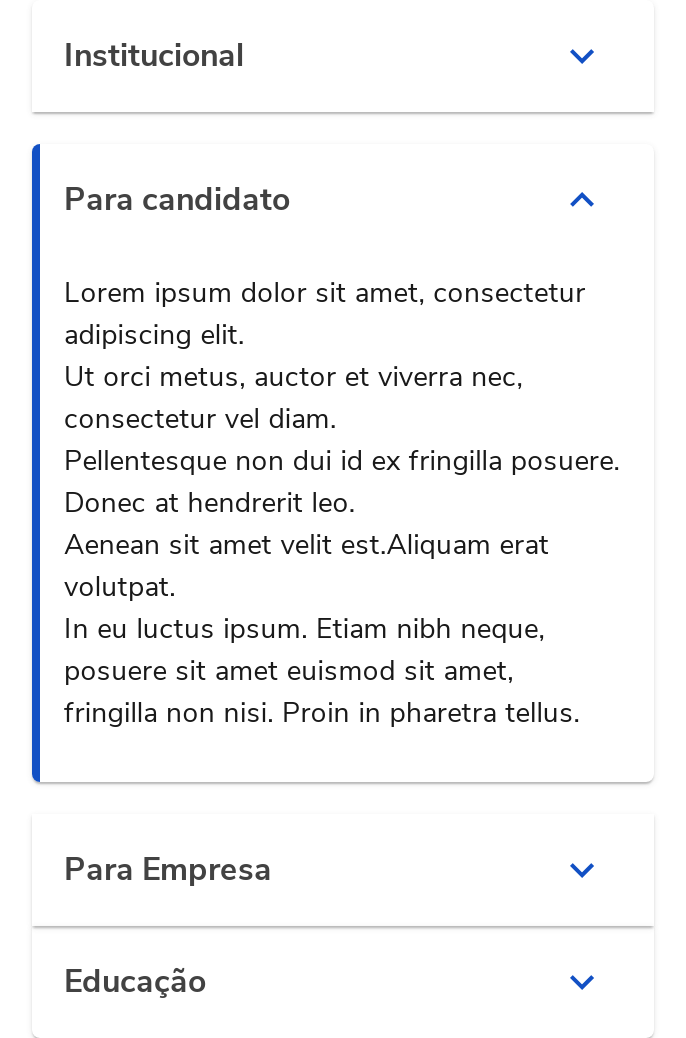 Institucional
Para candidato
Lorem ipsum dolor sit amet, consectetur
adipiscing elit.
Ut orci metus, auctor et viverra nec,
consectetur vel diam.
Pellentesque non dui id ex fringilla posuere.
Donec at hendrerit leo.
Aenean sit amet velit est.Aliquam erat
volutpat.
In eu luctus ipsum. Etiam nibh neque,
posuere sit amet euismod sit amet,
fringilla non nisi. Proin in pharetra tellus.
Para Empresa
Educação